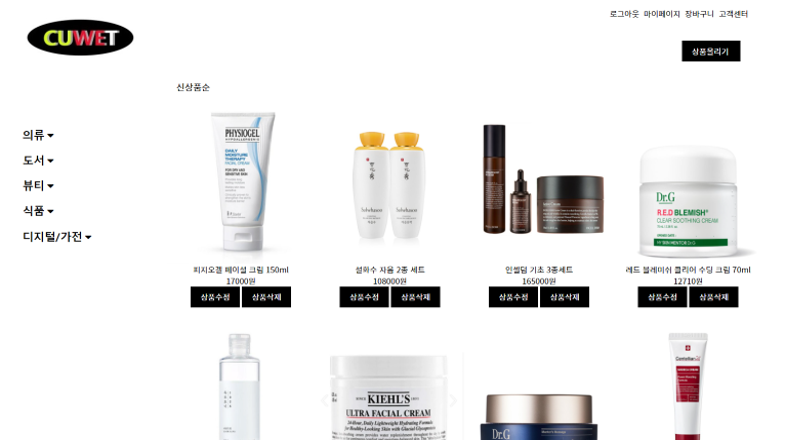 로그아웃 마이페이지 장바구니 고객센터
CUWET
상품올리기
신상품순
의류
도서
뷰티
식품
디지털/가전
PHYSIOGEL
DAILY
MOISTURE
THERAPY
FACIAL CREAM
Dr.G
R.E.D BLEMISH
CLEAR SOOTHING CREAM
피지오겔 페이셜 크림 150ml
17000원
상품수정 상품삭제
설화수 자음 2종 세트
108000원
상품수정 상품삭제
인셀덤 기초 3종세트
165000원
상품수정 상품삭제
레드 블레미쉬 클리어 수딩 크림 70ml
12710원
상품수정 상품삭제
KIEHL'S
ULTRA FACIAL CREAM
Dr.G